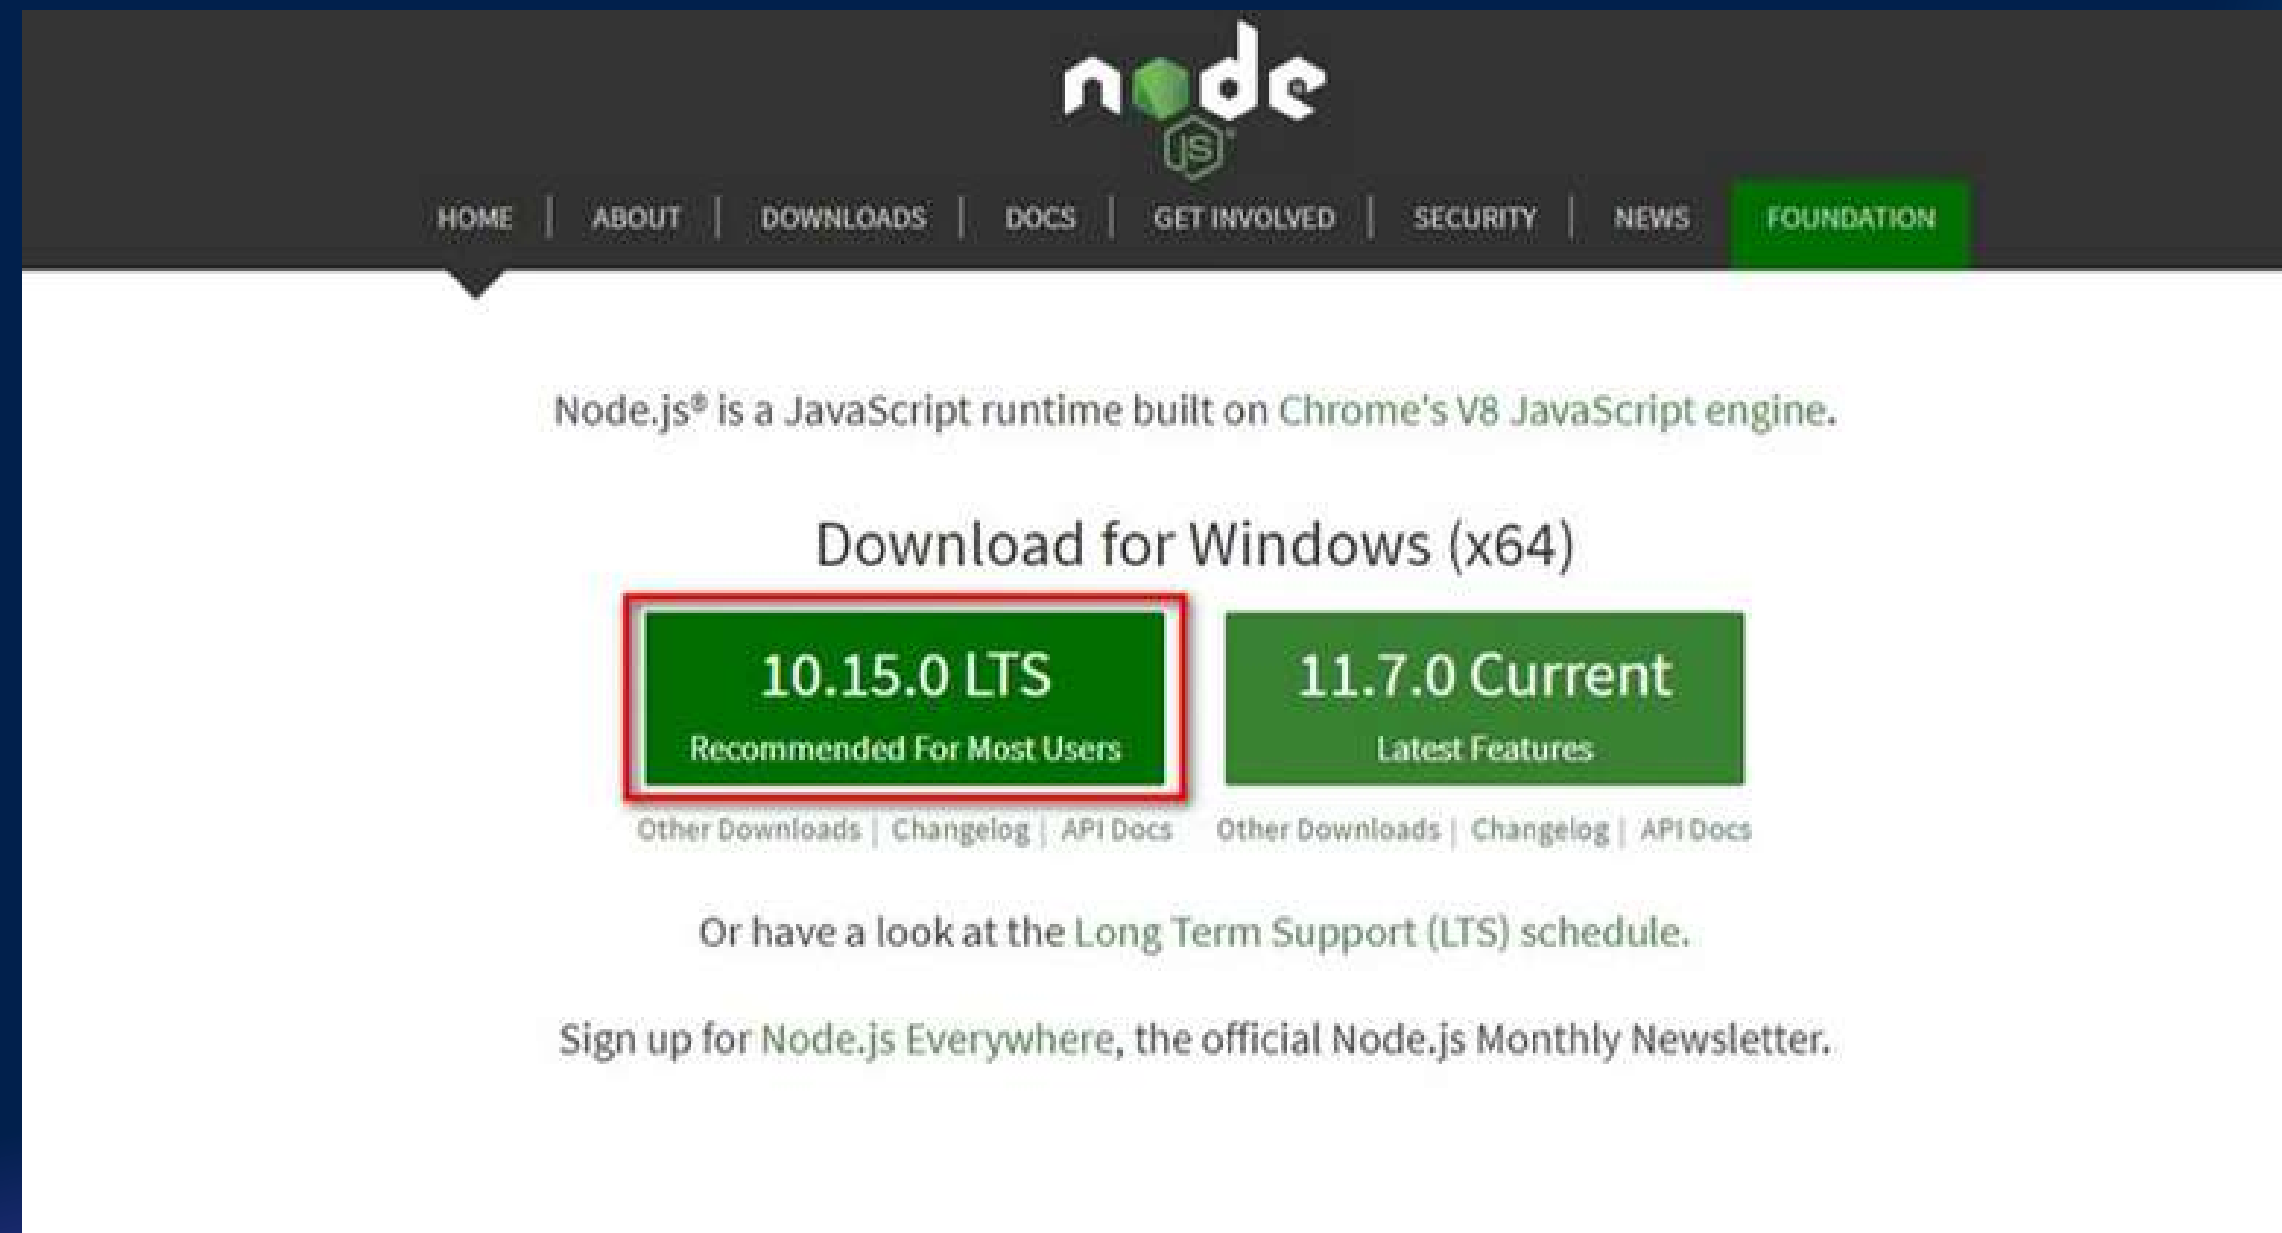 node
JS
HOME | ABOUT | DOWNLOADS | DOCS | GET INVOLVED | SECURITY | NEWS FOUNDATION
Node.js® is a JavaScript runtime built on Chrome's V8 JavaScript engine.
Download for Windows (x64)
10.15.0 LTS
Recommended For Most Users
Other Downloads | Changelog | API Docs
11.7.0 Current
Latest Features
Other Downloads | Changelog | API Docs
Or have a look at the Long Term Support (LTS) schedule.
Sign up for Node.js Everywhere, the official Node.js Monthly Newsletter.